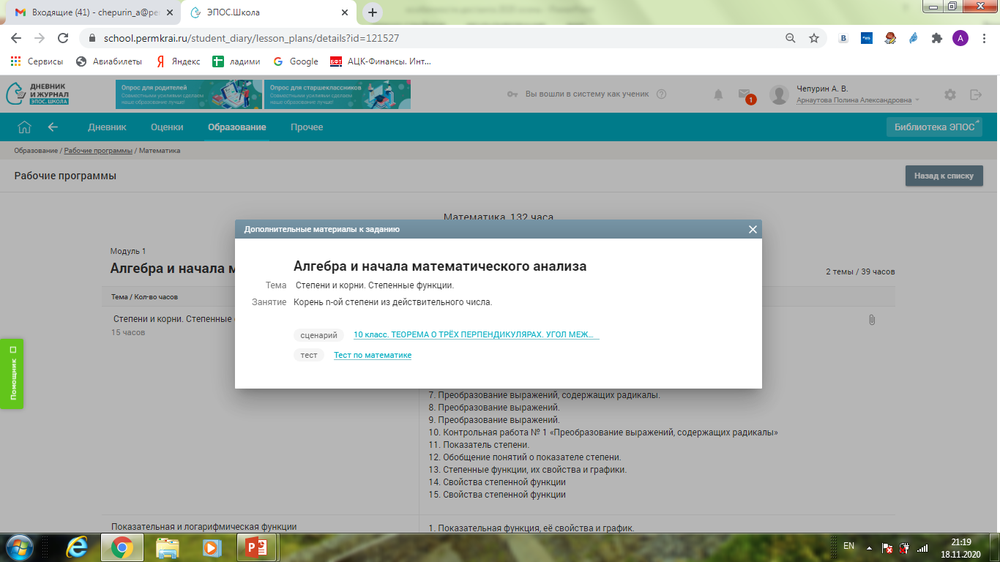 Входящие (41) - chepurin_a@pe
ЭПОС.Школа
school.permkrai.ru/student_diary/lesson_plans/details?id=121527
Сервисы Авиабилеты Яндекс ладими Google АЦК-Финансы. Инт...
ДНЕВНИК И ЖУРНАЛ ЭПОС.ШКОЛА
Опрос для родителей
Совместными усилиями сделаем наше образование лучше!
Опрос для старшеклассников
Совместными усилиями сделаем наше образование лучше!
Вы вошли в систему как ученик
1
Чепурин А. В.
Арнаутова Полина Александровна
Дневник Оценки Образование Прочее Библиотека ЭПОС
Образование / Рабочие программы / Математика
Рабочие программы
Назад к списку
Математика, 132 часа
Модуль 1
Алгебра и начала м
2 темы / 39 часов
Тема / Кол-во часов
Степени и корни. Степенные
15 часов
Дополнительные материалы к заданию
Алгебра и начала математического анализа
Тема Степени и корни. Степенные функции.
Занятие Корень n-ой степени из действительного числа.
сценарий 10 класс. ТЕОРЕМА О ТРЁХ ПЕРПЕНДИКУЛЯРАХ. УГОЛ МЕЖ...
тест Тест по математике
Помощник
7. Преобразование выражений, содержащих радикалы.
8. Преобразование выражений.
9. Преобразование выражений.
10. Контрольная работа № 1 «Преобразование выражений, содержащих радикалы»
11. Показатель степени.
12. Обобщение понятий о показателе степени.
13. Степенные функции, их свойства и графики.
14. Свойства степенной функции
15. Свойства степенной функции
Показательная и логарифмическая функции
1. Показательная функция, её свойства и график.
EN
21:19
18.11.2020